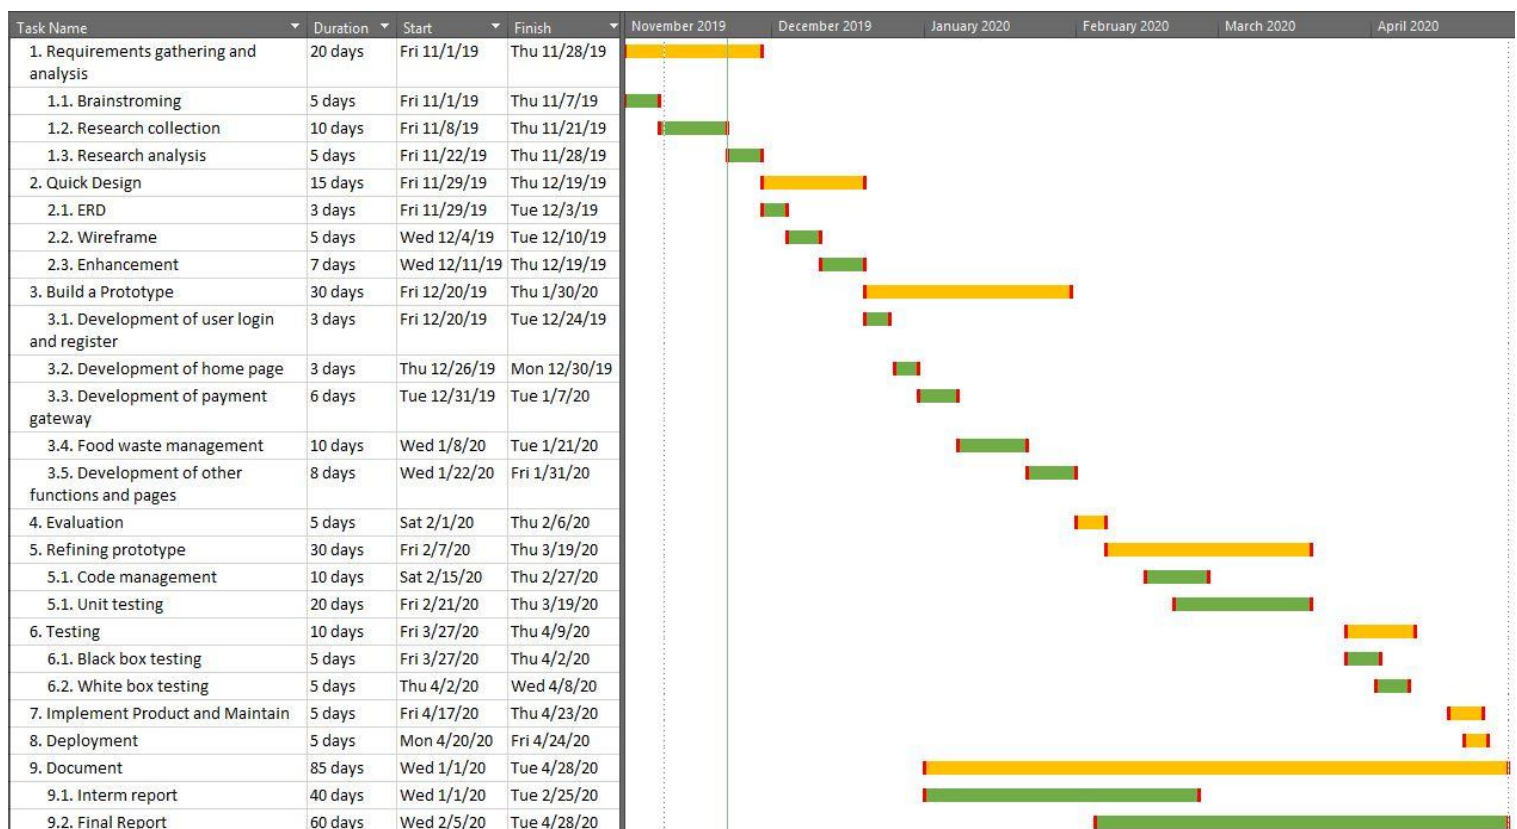 Task Name Duration Start Finish November 2019 December 2019 January 2020 February 2020 March 2020 April 2020
1. Requirements gathering and 20 days Fri 11/1/19 Thu 11/28/19
analysis
1.1. Brainstroming 5 days Fri 11/1/19 Thu 11/7/19
1.2. Research collection 10 days Fri 11/8/19 Thu 11/21/19
1.3. Research analysis 5 days Fri 11/22/19 Thu 11/28/19
2. Quick Design 15 days Fri 11/29/19 Thu 12/19/19
2.1. ERD 3 days Fri 11/29/19 Tue 12/3/19
2.2. Wireframe 5 days Wed 12/4/19 Tue 12/10/19
2.3. Enhancement 7 days Wed 12/11/19 Thu 12/19/19
3. Build a Prototype 30 days Fri 12/20/19 Thu 1/30/20
3.1. Development of user login 3 days Fri 12/20/19 Tue 12/24/19
and register
3.2. Development of home page 3 days Thu 12/26/19 Mon 12/30/19
3.3. Development of payment 6 days Tue 12/31/19 Tue 1/7/20
gateway
3.4. Food waste management 10 days Wed 1/8/20 Tue 1/21/20
3.5. Development of other 8 days Wed 1/22/20 Fri 1/31/20
functions and pages
4. Evaluation 5 days Sat 2/1/20 Thu 2/6/20
5. Refining prototype 30 days Fri 2/7/20 Thu 3/19/20
5.1. Code management 10 days Sat 2/15/20 Thu 2/27/20
5.1. Unit testing 20 days Fri 2/21/20 Thu 3/19/20
6. Testing 10 days Fri 3/27/20 Thu 4/9/20
6.1. Black box testing 5 days Fri 3/27/20 Thu 4/2/20
6.2. White box testing 5 days Thu 4/2/20 Wed 4/8/20
7. Implement Product and Maintain 5 days Fri 4/17/20 Thu 4/23/20
8. Deployment 5 days Mon 4/20/20 Fri 4/24/20
9. Document 85 days Wed 1/1/20 Tue 4/28/20
9.1. Interm report 40 days Wed 1/1/20 Tue 2/25/20
9.2. Final Report 60 days Wed 2/5/20 Tue 4/28/20